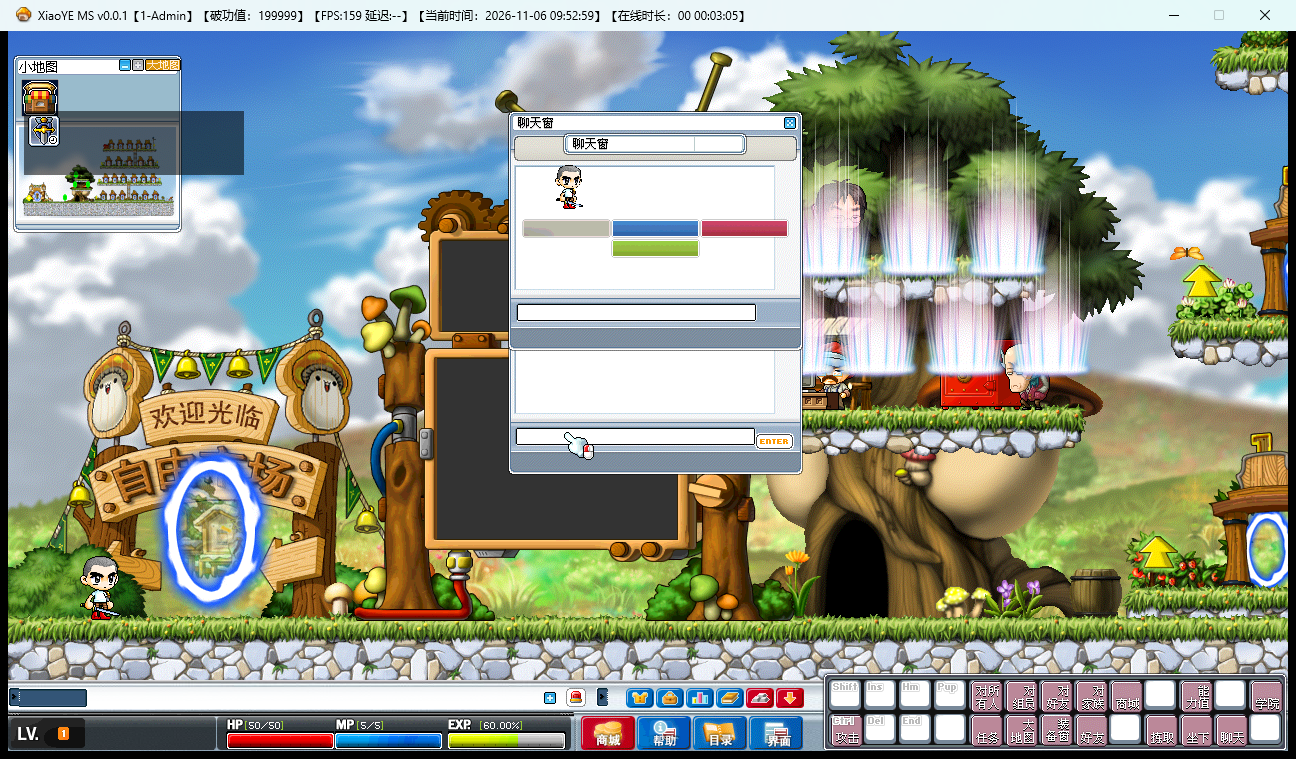 XiaoYE MS v0.0.1【1-Admin】【破功值：199999】【FPS:159 延迟:--】【当前时间：2026-11-06 09:52:59】【在线时长：00 00:03:05】
小地图
大地图
聊天窗
聊天窗
ENTER
欢迎光临
自由市场
LV. 1
HP [50/50]
MP [5/5]
EXP. [60.00%]
商城
帮助
目录
界面
Shift
Ins
Hm
Pup
对所有人
对组员
对好友
对家族
商城
能力值
学院
Ctrl
攻击
Del
End
任务
大地图
装备窗
好友
拣取
坐下
聊天